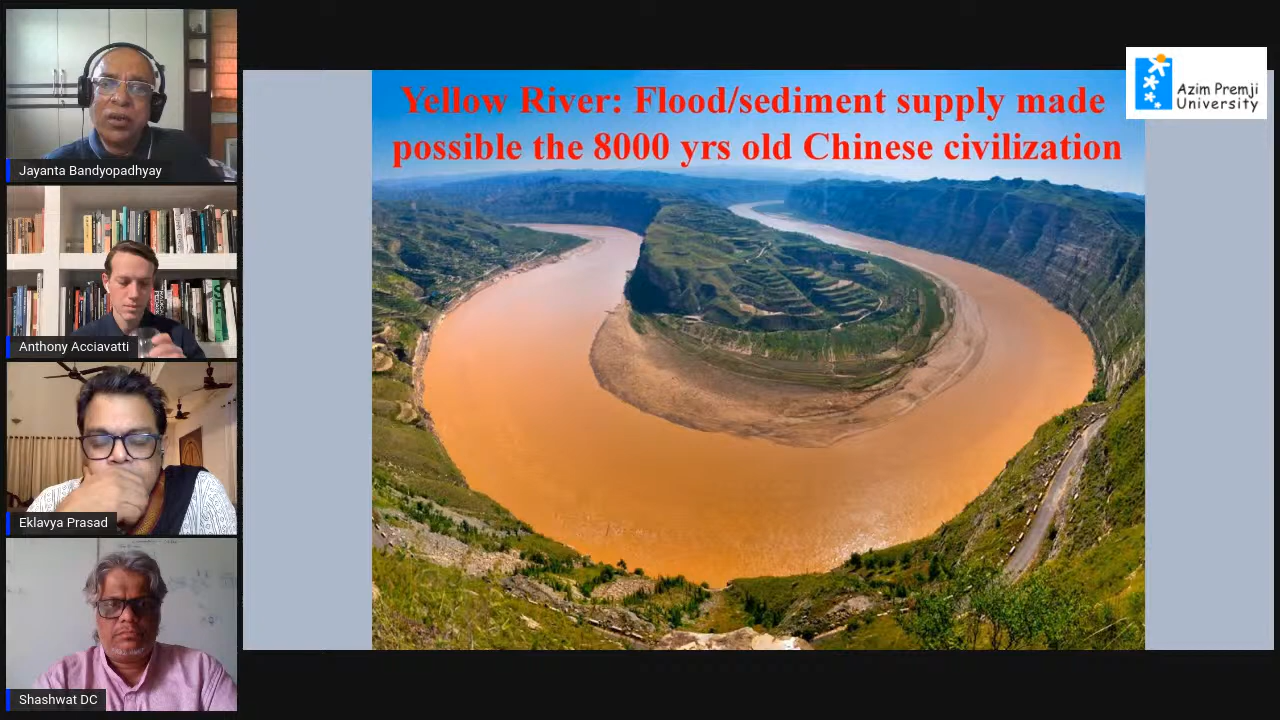 Yellow River: Flood/sediment supply made
possible the 8000 yrs old Chinese civilization
Azim Premji
University
Jayanta Bandyopadhyay
Anthony Acciavatti
Eklavya Prasad
Shashwat DC